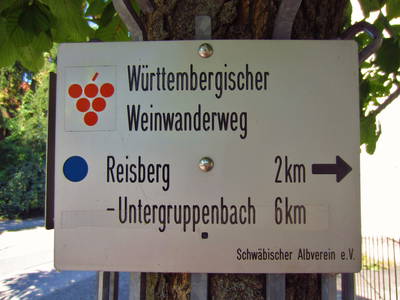 Württembergischer
Weinwanderweg
Reisberg 2km
-Untergruppenbach 6km
Schwäbischer Albverein e.V.